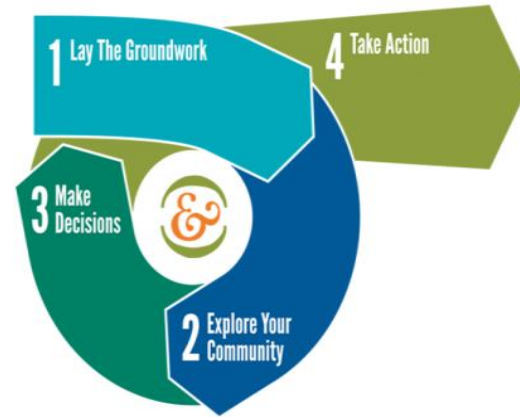 1 Lay The Groundwork
2 Explore Your
Community
3 Make
Decisions
4 Take Action
&